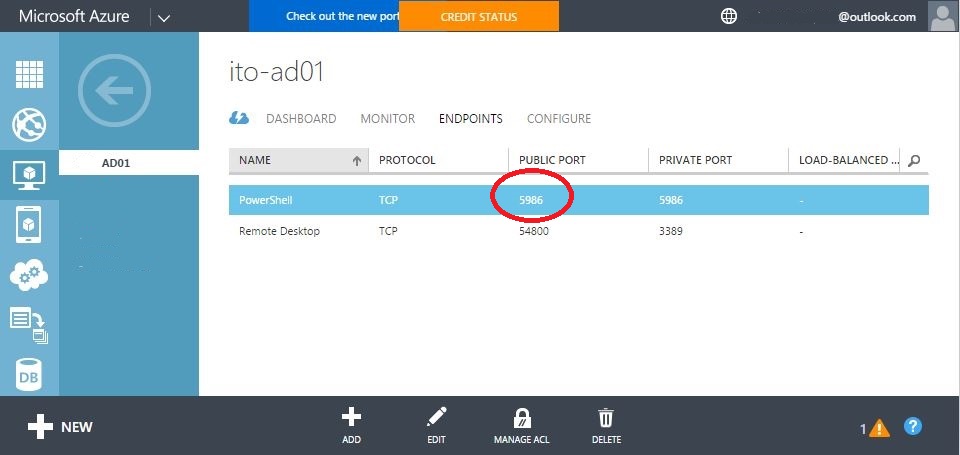 Microsoft Azure
Check out the new port
CREDIT STATUS
@outlook.com
ito-ad01
DASHBOARD MONITOR ENDPOINTS CONFIGURE
AD01
NAME PROTOCOL PUBLIC PORT PRIVATE PORT LOAD-BALANCED ...
PowerShell TCP 5986 5986 -
Remote Desktop TCP 54800 3389 -
DB
NEW
ADD EDIT MANAGE ACL DELETE
1
?